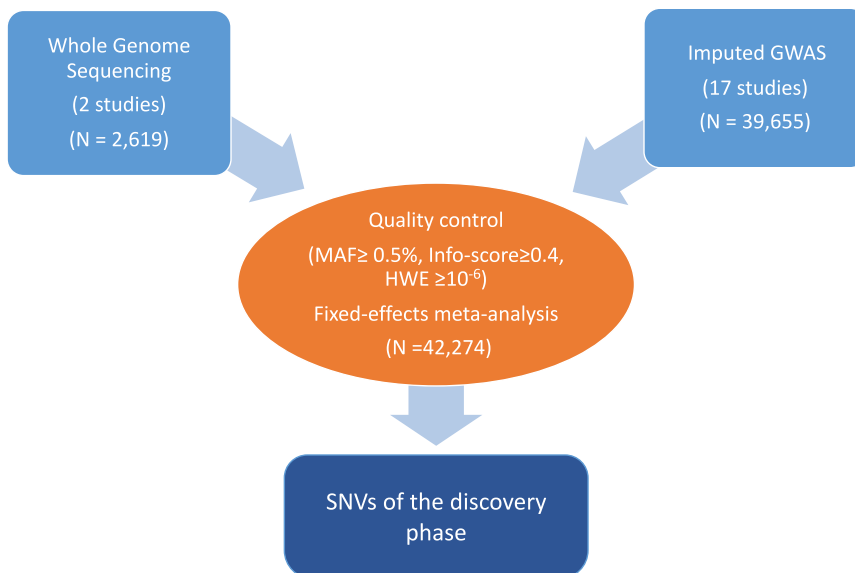 Whole Genome
Sequencing
(2 studies)
(N = 2,619)
Imputed GWAS
(17 studies)
(N = 39,655)
Quality control
(MAF≥ 0.5%, Info-score≥0.4,
HWE ≥10⁻⁶)
Fixed-effects meta-analysis
(N =42,274)
SNVs of the discovery
phase